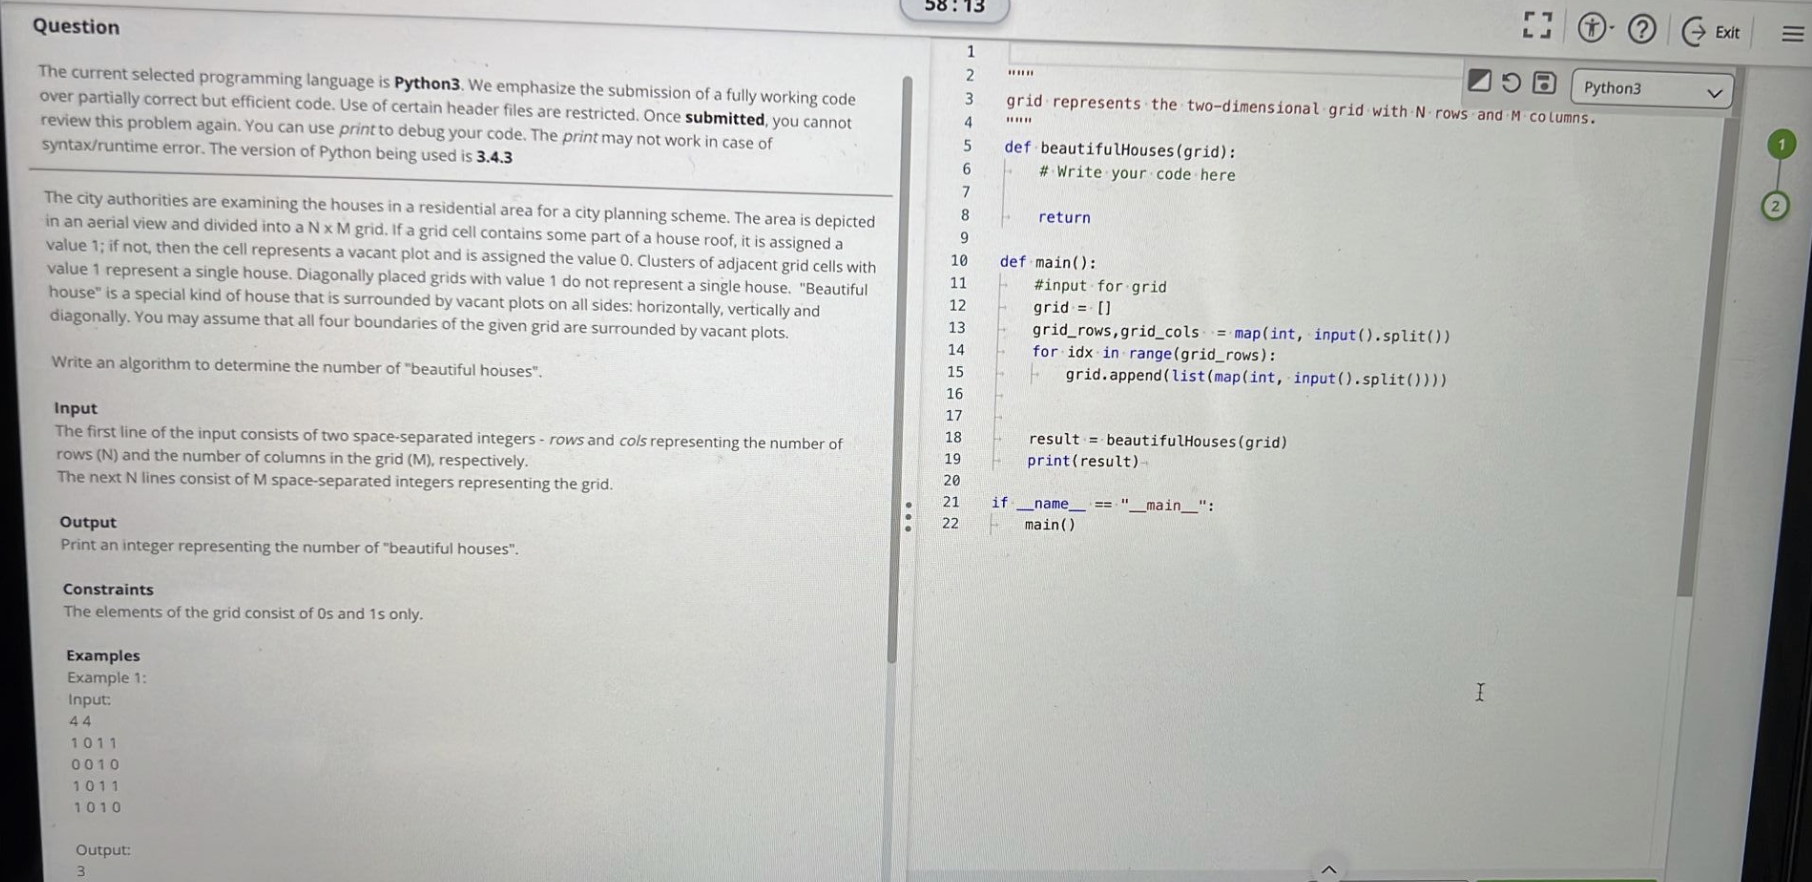 58:13
Exit
Question
The current selected programming language is Python3. We emphasize the submission of a fully working code
over partially correct but efficient code. Use of certain header files are restricted. Once submitted, you cannot
review this problem again. You can use print to debug your code. The print may not work in case of
syntax/runtime error. The version of Python being used is 3.4.3
The city authorities are examining the houses in a residential area for a city planning scheme. The area is depicted
in an aerial view and divided into a N x M grid. If a grid cell contains some part of a house roof, it is assigned a
value 1; if not, then the cell represents a vacant plot and is assigned the value 0. Clusters of adjacent grid cells with
value 1 represent a single house. Diagonally placed grids with value 1 do not represent a single house. "Beautiful
house" is a special kind of house that is surrounded by vacant plots on all sides: horizontally, vertically and
diagonally. You may assume that all four boundaries of the given grid are surrounded by vacant plots.
Write an algorithm to determine the number of "beautiful houses".
Input
The first line of the input consists of two space-separated integers - rows and cols representing the number of
rows (N) and the number of columns in the grid (M), respectively.
The next N lines consist of M space-separated integers representing the grid.
Output
Print an integer representing the number of "beautiful houses".
Constraints
The elements of the grid consist of 0s and 1s only.
Examples
Example 1:
Input:
4 4
1 0 1 1
0 0 1 0
1 0 1 1
1 0 1 0
Output:
3
Python3
1
2 """
3 grid represents the two-dimensional grid with N rows and M columns.
4 """
5 def beautifulHouses(grid):
6 # Write your code here
7
8 return
9
10 def main():
11 #input for grid
12 grid = []
13 grid_rows,grid_cols = map(int, input().split())
14 for idx in range(grid_rows):
15 grid.append(list(map(int, input().split())))
16
17
18 result = beautifulHouses(grid)
19 print(result)
20
21 if __name__ == "__main__":
22 main()
1
2